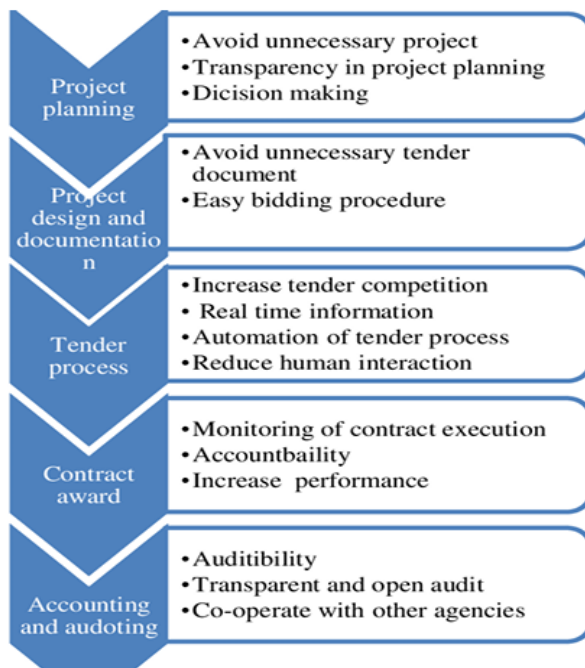 Project
planning
• Avoid unnecessary project
• Transparency in project planning
• Dicision making
Project
design and
documentatio
n
• Avoid unnecessary tender
document
• Easy bidding procedure
Tender
process
• Increase tender competition
• Real time information
• Automation of tender process
• Reduce human interaction
Contract
award
• Monitoring of contract execution
• Accountbaility
• Increase performance
Accounting
and audoting
• Auditibility
• Transparent and open audit
• Co-operate with other agencies